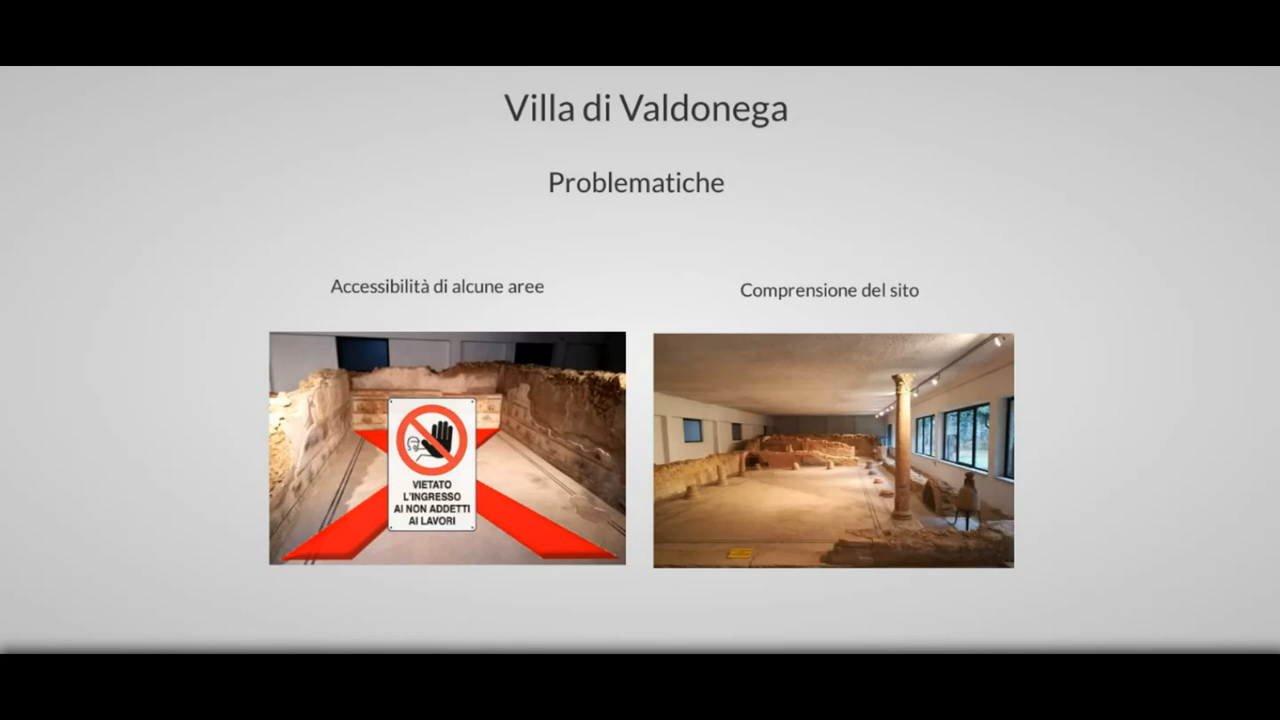 Villa di Valdonega
Problematiche
Accessibilità di alcune aree
Comprensione del sito
VIETATO
L'INGRESSO
AI NON ADDETTI
AI LAVORI